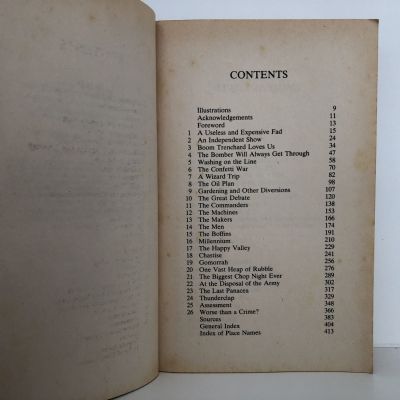 CONTENTS
Illustrations 9
Acknowledgements 11
Foreword 13
1 A Useless and Expensive Fad 15
2 An Independent Show 24
3 Boom Trenchard Loves Us 34
4 The Bomber Will Always Get Through 47
5 Washing on the Line 58
6 The Confetti War 70
7 A Wizard Trip 82
8 The Oil Plan 98
9 Gardening and Other Diversions 107
10 The Great Debate 120
11 The Commanders 138
12 The Machines 153
13 The Makers 166
14 The Men 174
15 The Boffins 191
16 Millennium 210
17 The Happy Valley 229
18 Chastise 241
19 Gomorrah 256
20 One Vast Heap of Rubble 276
21 The Biggest Chop Night Ever 289
22 At the Disposal of the Army 302
23 The Last Panacea 317
24 Thunderclap 329
25 Assessment 348
26 Worse than a Crime? 366
Sources 383
General Index 404
Index of Place Names 413